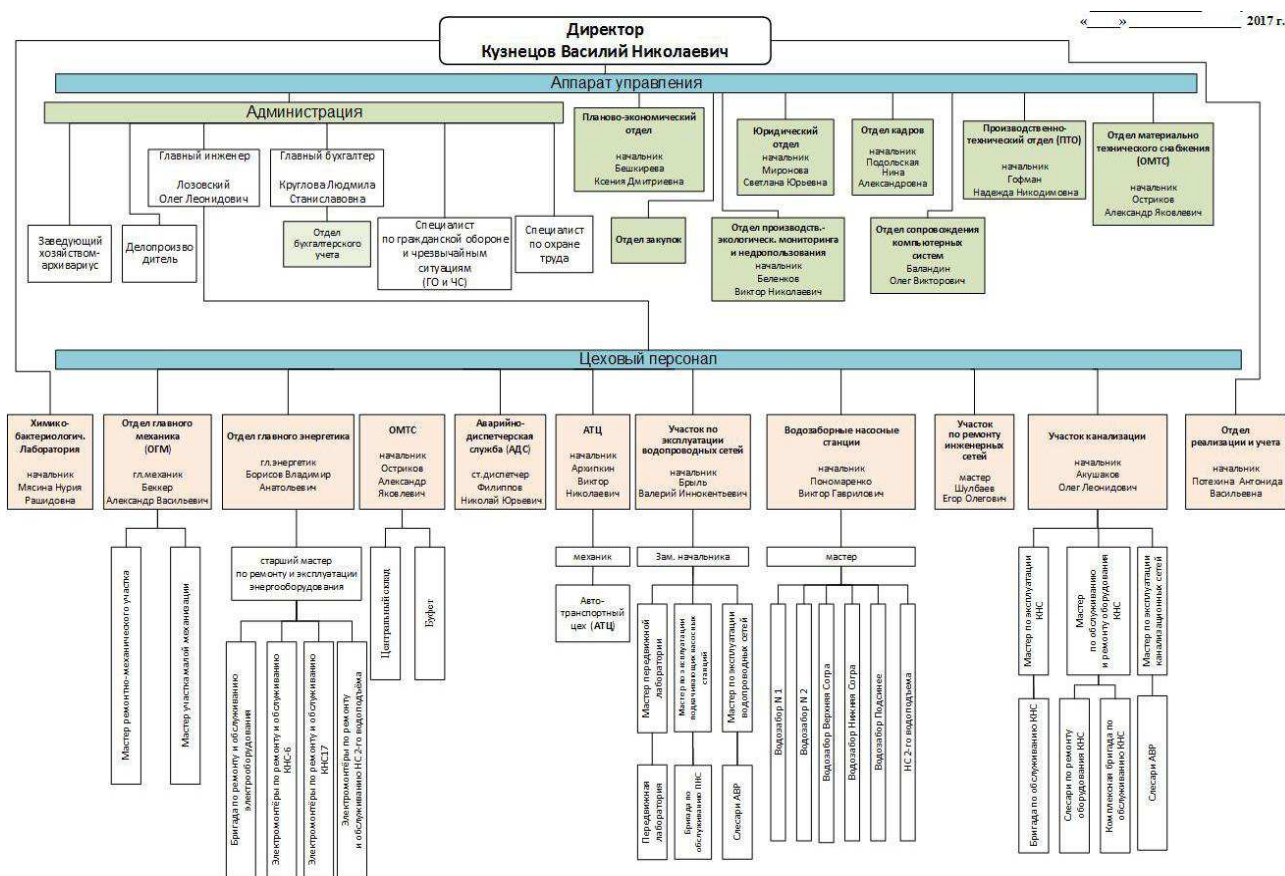 «____» ____________________ 2017 г.
Директор
Кузнецов Василий Николаевич
Аппарат управления
Администрация
Главный инженер
Лозовский
Олег Леонидович
Главный бухгалтер
Круглова Людмила
Станиславовна
Заведующий
хозяйством-
архивариус
Делопроизво
дитель
Отдел
бухгалтерского
учета
Специалист
по гражданской обороне
и чрезвычайным
ситуациям
(ГО и ЧС)
Специалист
по охране
труда
Планово-экономический
отдел
начальник
Бешкирева
Ксения Дмитриевна
Отдел закупок
Юридический
отдел
начальник
Миронова
Светлана Юрьевна
Отдел производств.-
экологическ. мониторинга
и недропользования
начальник
Беленков
Виктор Николаевич
Отдел кадров
начальник
Подольская
Нина
Александровна
Отдел сопровождения
компьютерных
систем
Баландин
Олег Викторович
Производственно-
технический отдел (ПТО)
начальник
Гофман
Надежда Никодимовна
Отдел материально
технического снабжения
(ОМТС)
начальник
Остриков
Александр Яковлевич
Цеховый персонал
Химико-
бактериологич.
Лаборатория
начальник
Мясина Нурия
Рашидовна
Отдел главного
механика
(ОГМ)
гл.механик
Беккер
Александр Васильевич
Мастер ремонтно-механического участка
Мастер участка малой механизации
Отдел главного энергетика
гл.энергетик
Борисов Владимир
Анатольевич
старший мастер
по ремонту и эксплуатации
энергооборудования
Бригада по ремонту и обслуживанию
электрооборудования
Электромонтёры по ремонту и обслуживанию
КНС-6
Электромонтёры по ремонту и обслуживанию
КНС17
Электромонтёры по ремонту
и обслуживанию НС 2-го водоподъёма
ОМТС
начальник
Остриков
Александр
Яковлевич
Центральный склад
Буфет
Аварийно-
диспетчерская
служба (АДС)
ст.диспетчер
Филиппов
Николай Юрьевич
АТЦ
начальник
Архипкин
Виктор
Николаевич
механик
Авто-
транспортный
цех (АТЦ)
Участок по
эксплуатации
водопроводных сетей
начальник
Брыль
Валерий Иннокентьевич
Зам. начальника
Мастер передвижной
лаборатории
Мастер по эксплуатации
подкачивающих насосных
станций
Мастер по эксплуатации
водопроводных сетей
Передвижная
лаборатория
Бригада по
обслуживанию ПНС
Слесари АВР
Водозаборные насосные
станции
начальник
Пономаренко
Виктор Гаврилович
мастер
Водозабор N 1
Водозабор N 2
Водозабор Верхняя Согра
Водозабор Нижняя Согра
Водозабор Подсинее
НС 2-го водоподъема
Участок
по ремонту
инженерных
сетей
мастер
Шулбаев
Егор Олегович
Участок канализации
начальник
Акушаков
Олег Леонидович
Мастер по эксплуатации
КНС
Мастер
по обслуживанию
и ремонту оборудования
КНС
Мастер по эксплуатации
канализационных сетей
Бригада по обслуживанию КНС
Слесари по ремонту
оборудования КНС
Комплексная бригада по
обслуживанию КНС
Слесари АВР
Отдел
реализации и учета
начальник
Потехина Антонида
Васильевна